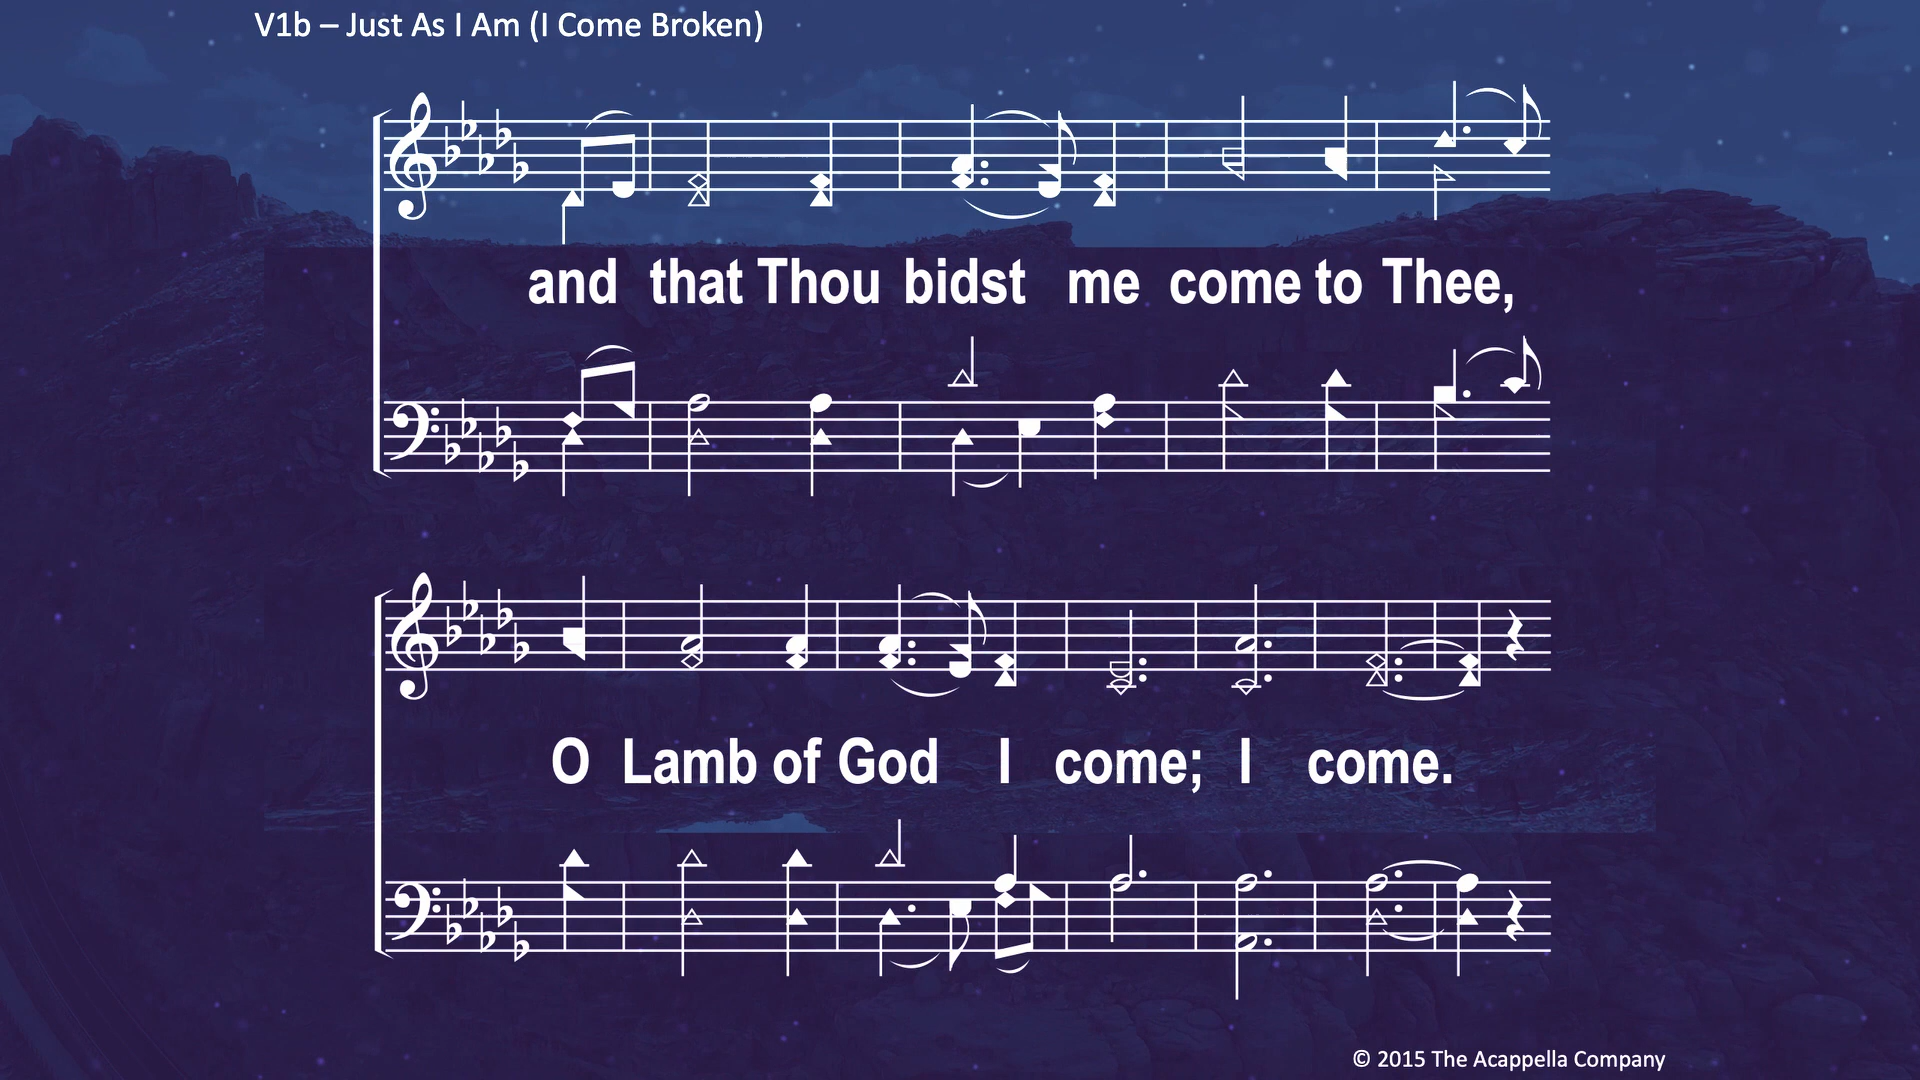 V1b – Just As I Am (I Come Broken)
and that Thou bidst me come to Thee,
O Lamb of God I come; I come.
© 2015 The Acappella Company